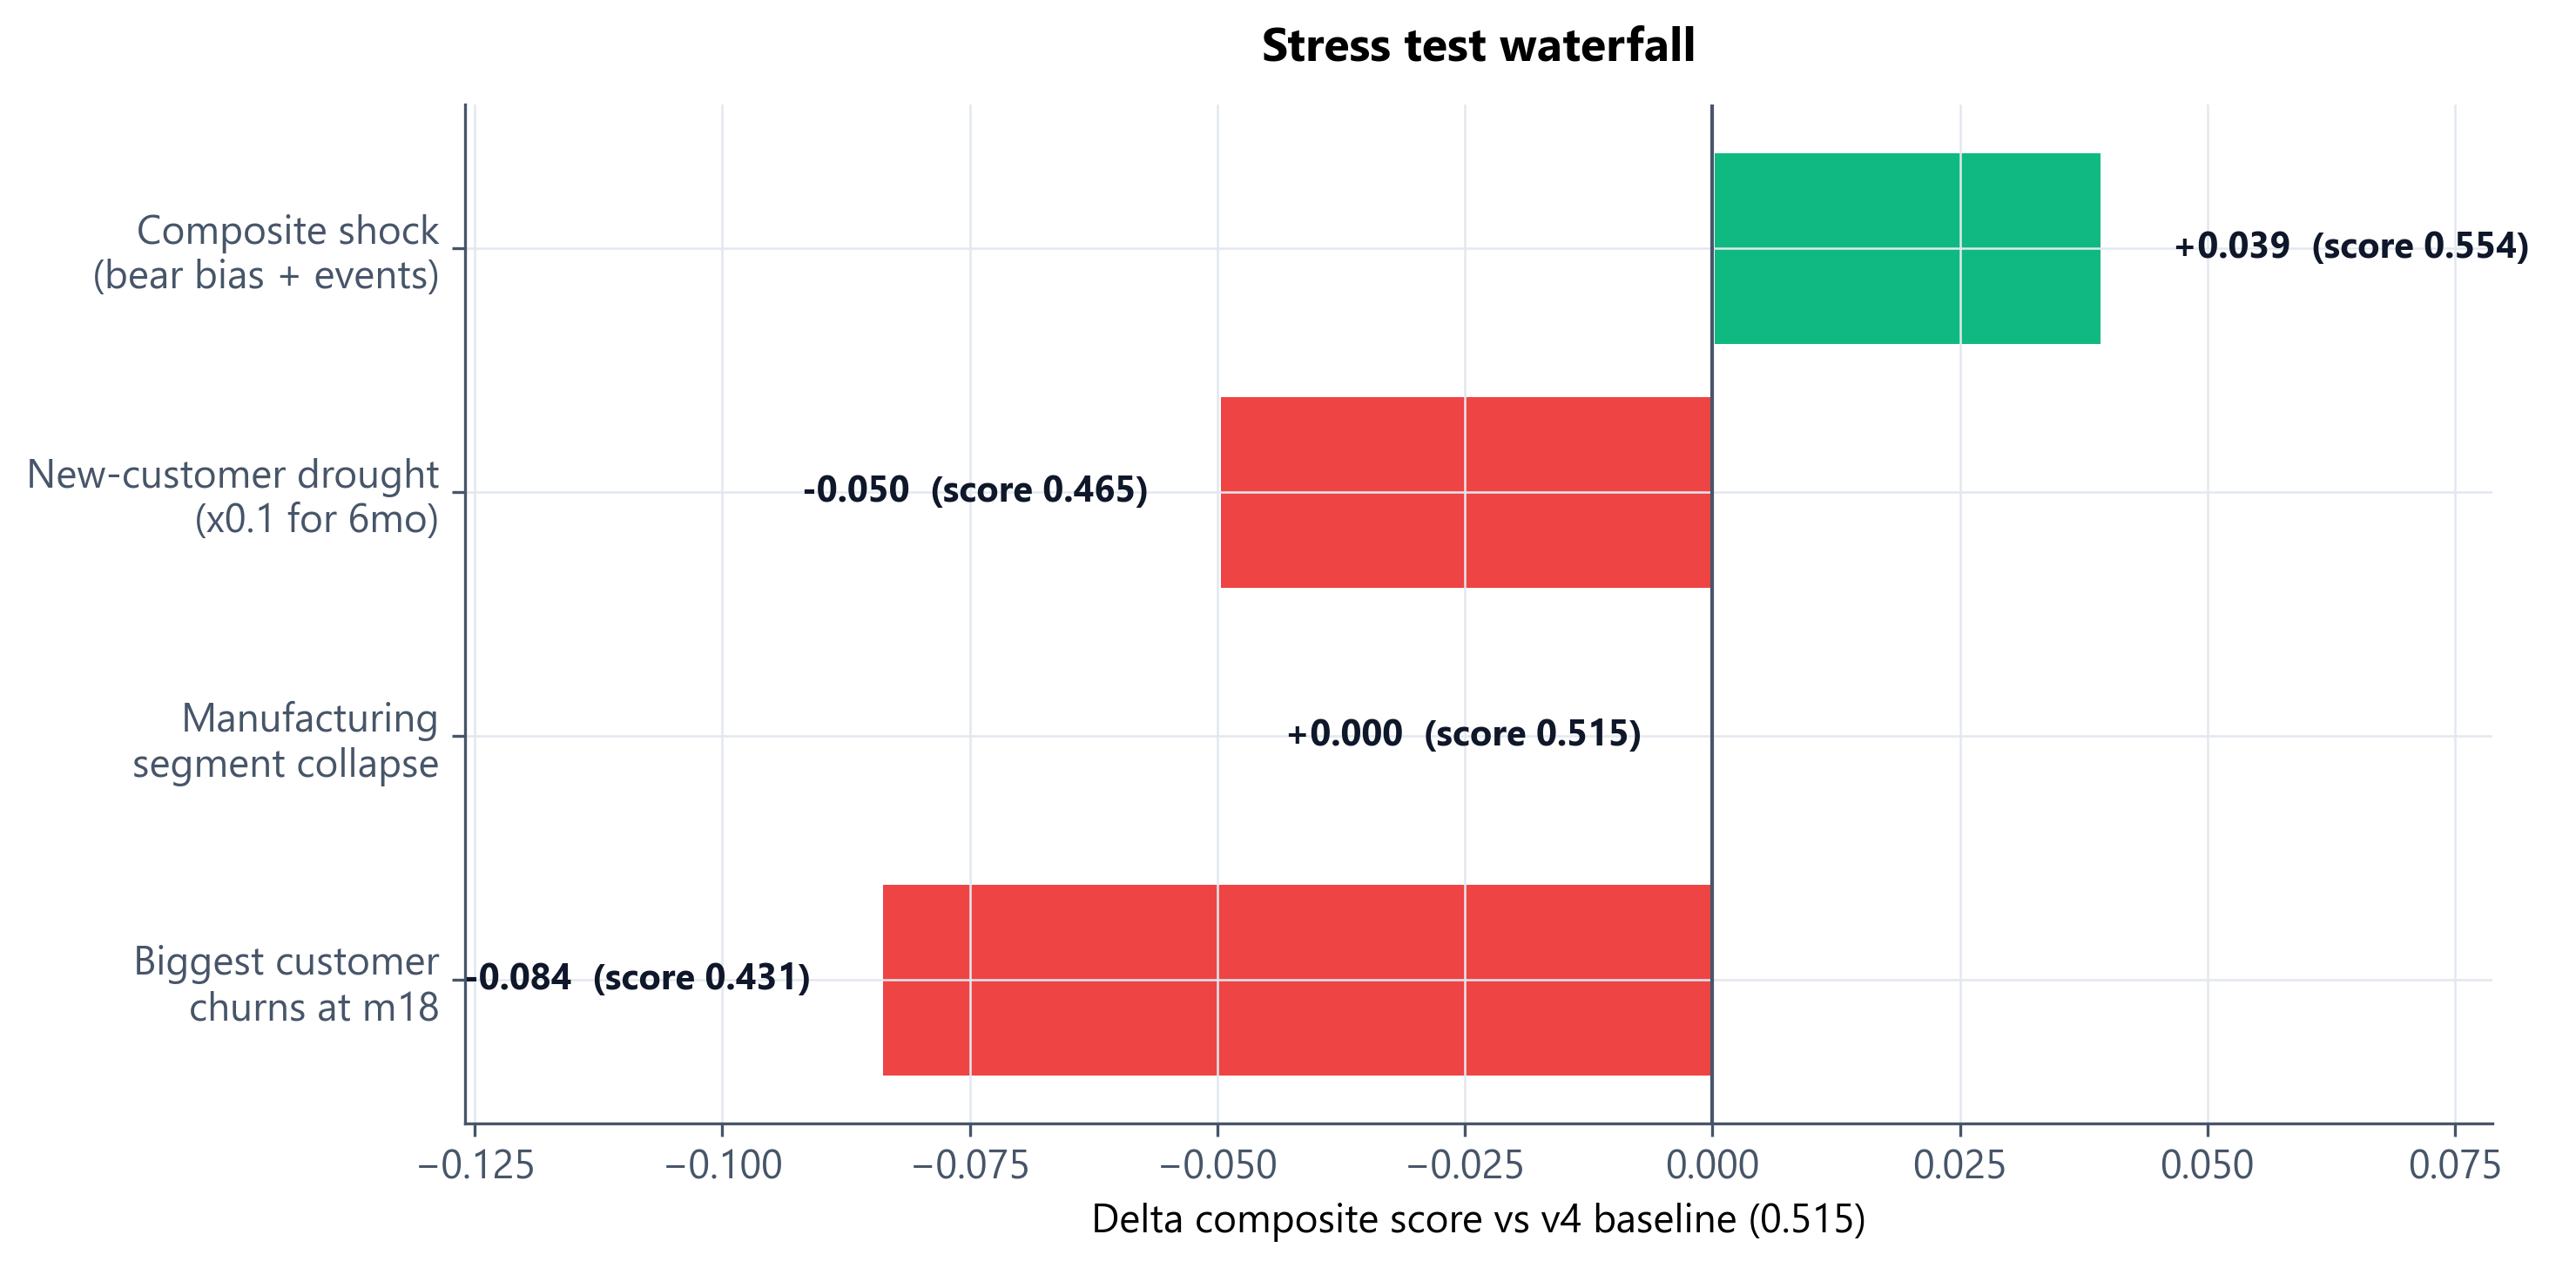 Stress test waterfall
Composite shock
(bear bias + events)
+0.039  (score 0.554)
New-customer drought
(x0.1 for 6mo)
-0.050  (score 0.465)
Manufacturing
segment collapse
+0.000  (score 0.515)
Biggest customer
churns at m18
-0.084  (score 0.431)
−0.125 −0.100 −0.075 −0.050 −0.025 0.000 0.025 0.050 0.075
Delta composite score vs v4 baseline (0.515)